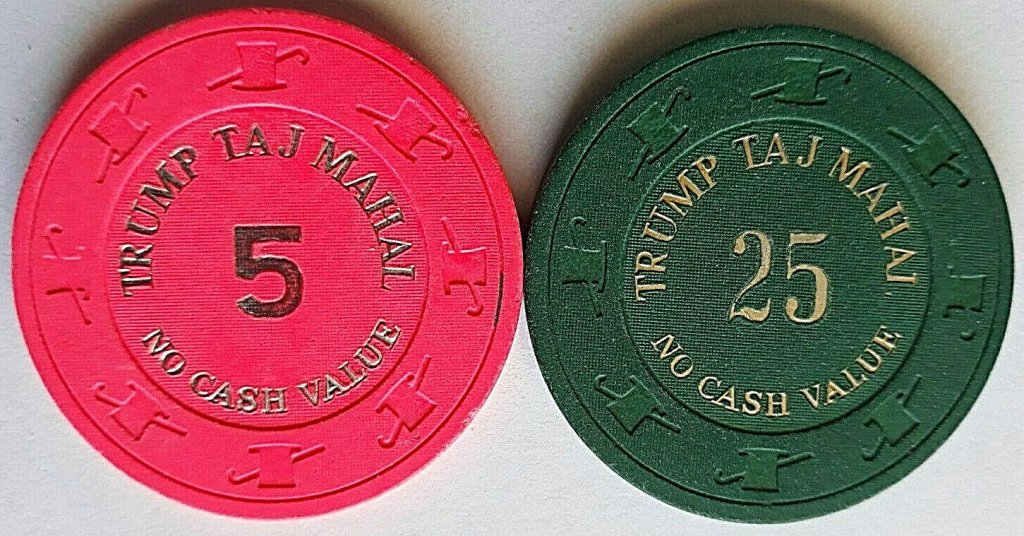 TRUMP TAJ MAHAL
5
NO CASH VALUE
TRUMP TAJ MAHAL
25
NO CASH VALUE